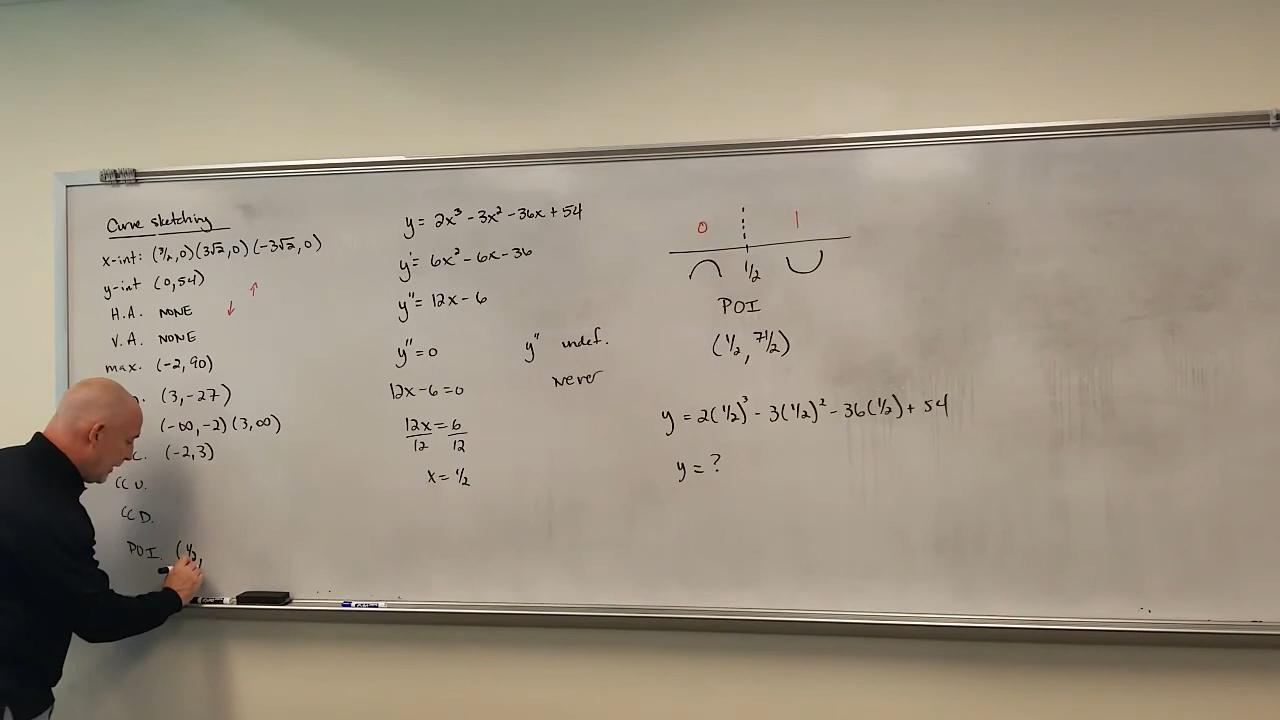 Curve sketching
x-int: (3/2,0)(3√2,0)(-3√2,0)
y-int (0,54)
H.A. NONE
V.A. NONE
max. (-2,90)
(3,-27)
(-∞,-2)(3,∞)
C. (-2,3)
CCU.
CCD.
POI. (1/2,
y = 2x³ - 3x² - 36x + 54
y' = 6x² - 6x - 36
y'' = 12x - 6
y'' = 0
y'' undef.
never
12x - 6 = 0
12x = 6
12 12
x = 1/2
0 1
1/2
POI
(1/2, 71/2)
y = 2(1/2)³ - 3(1/2)² - 36(1/2) + 54
y = ?